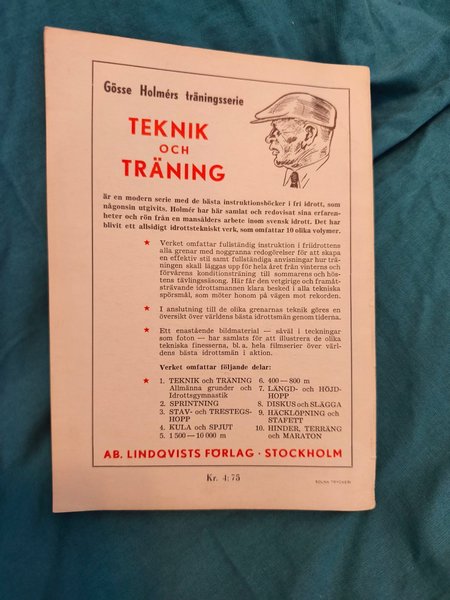 Gösse Holmérs träningsserie
TEKNIK
OCH
TRÄNING
är en modern serie med de bästa instruktionsböcker i fri idrott, som
någonsin utgivits. Holmér har här samlat och redovisat sina erfaren-
heter och rön från en mansålders arbete inom svensk idrott. Det har
blivit ett allsidigt idrottstekniskt verk, som omfattar 10 olika volymer.
★ Verket omfattar fullständig instruktion i friidrottens
alla grenar med noggranna redogörelser för att skapa
en effektiv stil samt fullständiga anvisningar hur trä-
ningen skall läggas upp för hela året från vinterns och
förvårens konditionsträning till sommarens och hös-
tens tävlingssäsong. Här får den vetgirige och framåt-
strävande idrottsmannen klara besked i alla tekniska
spörsmål, som möter honom på vägen mot rekorden.
★ I anslutning till de olika grenarnas teknik göres en
översikt över världens bästa idrottsmän genom tiderna.
★ Ett enastående bildmaterial — såväl i teckningar
som foton — har samlats för att illustrera de olika
tekniska finesserna, bl. a. hela filmserier över värl-
dens bästa idrottsmän i aktion.
Verket omfattar följande delar:
★ 1. TEKNIK och TRÄNING
Allmänna grunder och
Idrottsgymnastik
2. SPRINTNING
3. STAV- och TRESTEGS-
HOPP
4. KULA och SPJUT
5. 1 500—10 000 m
6. 400—800 m
7. LÄNGD- och HÖJD-
HOPP
8. DISKUS och SLÄGGA
9. HÄCKLÖPNING och
STAFETT
10. HINDER, TERRÄNG
och MARATON
AB. LINDQVISTS FÖRLAG · STOCKHOLM
Kr. 4:75
SOLNA TRYCKERI